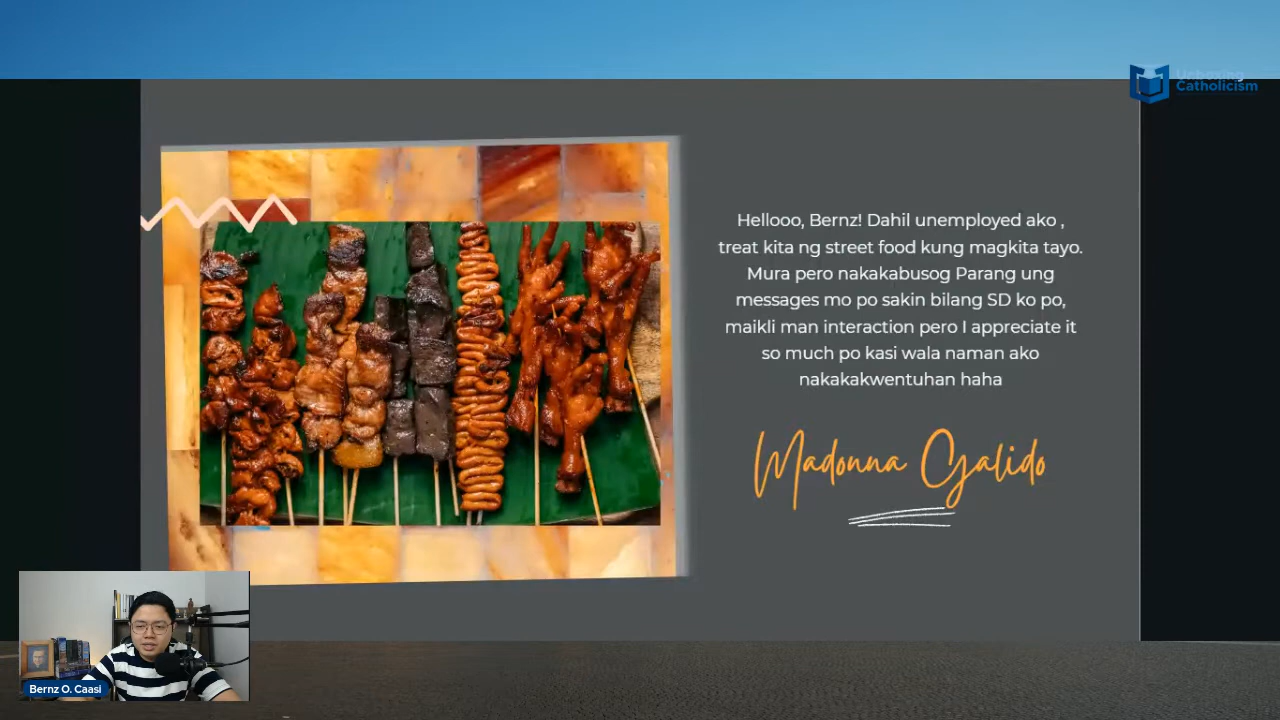 Unboxing
Catholicism
Hellooo, Bernz! Dahil unemployed ako ,
treat kita ng street food kung magkita tayo.
Mura pero nakakabusog Parang ung
messages mo po sakin bilang SD ko po,
maikli man interaction pero I appreciate it
so much po kasi wala naman ako
nakakakwentuhan haha
Madonna Galido
Bernz O. Caasi